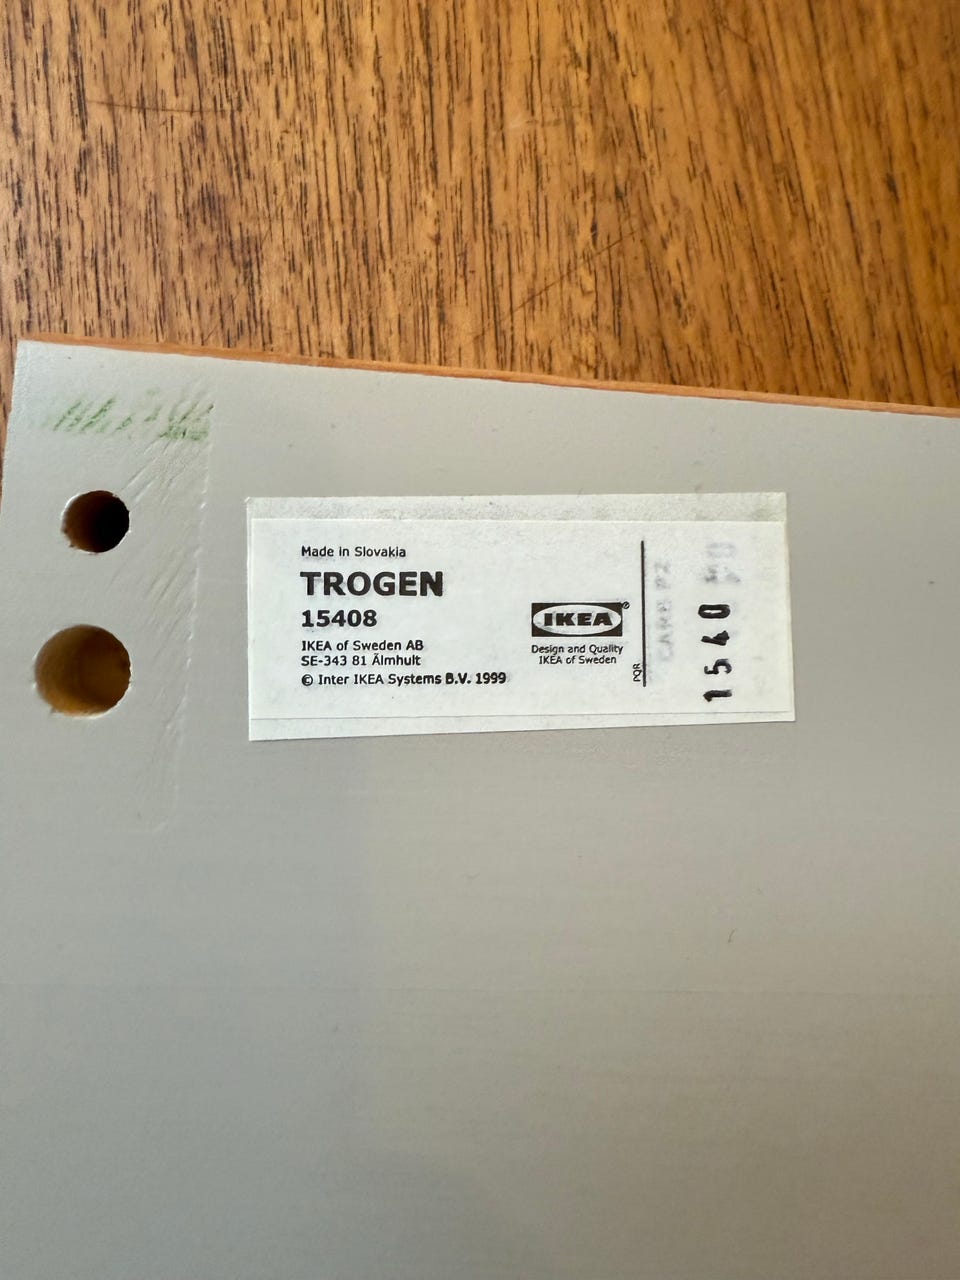 Made in Slovakia
TROGEN
15408
IKEA of Sweden AB
SE-343 81 Älmhult
© Inter IKEA Systems B.V. 1999
IKEA®
Design and Quality
IKEA of Sweden
PQR
1540